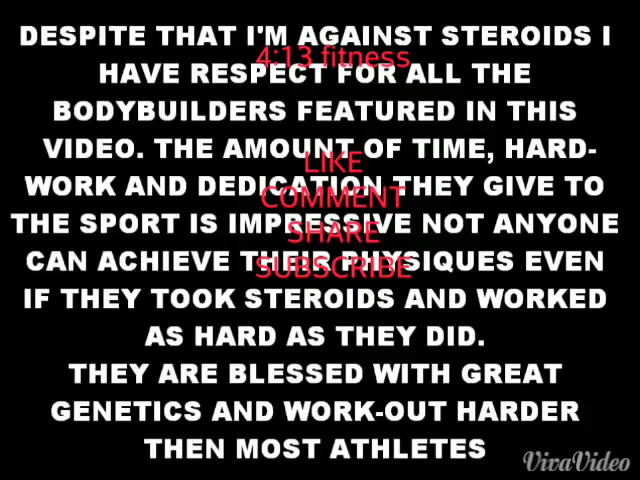 DESPITE THAT I'M AGAINST STEROIDS I
4:13 fitness
HAVE RESPECT FOR ALL THE
BODYBUILDERS FEATURED IN THIS
VIDEO. THE AMOUNT OF TIME, HARD-
LIKE
WORK AND DEDICATION THEY GIVE TO
COMMENT
THE SPORT IS IMPRESSIVE NOT ANYONE
SHARE
CAN ACHIEVE THEIR PHYSIQUES EVEN
SUBSCRIBE
IF THEY TOOK STEROIDS AND WORKED
AS HARD AS THEY DID.
THEY ARE BLESSED WITH GREAT
GENETICS AND WORK-OUT HARDER
THEN MOST ATHLETES
VivaVideo